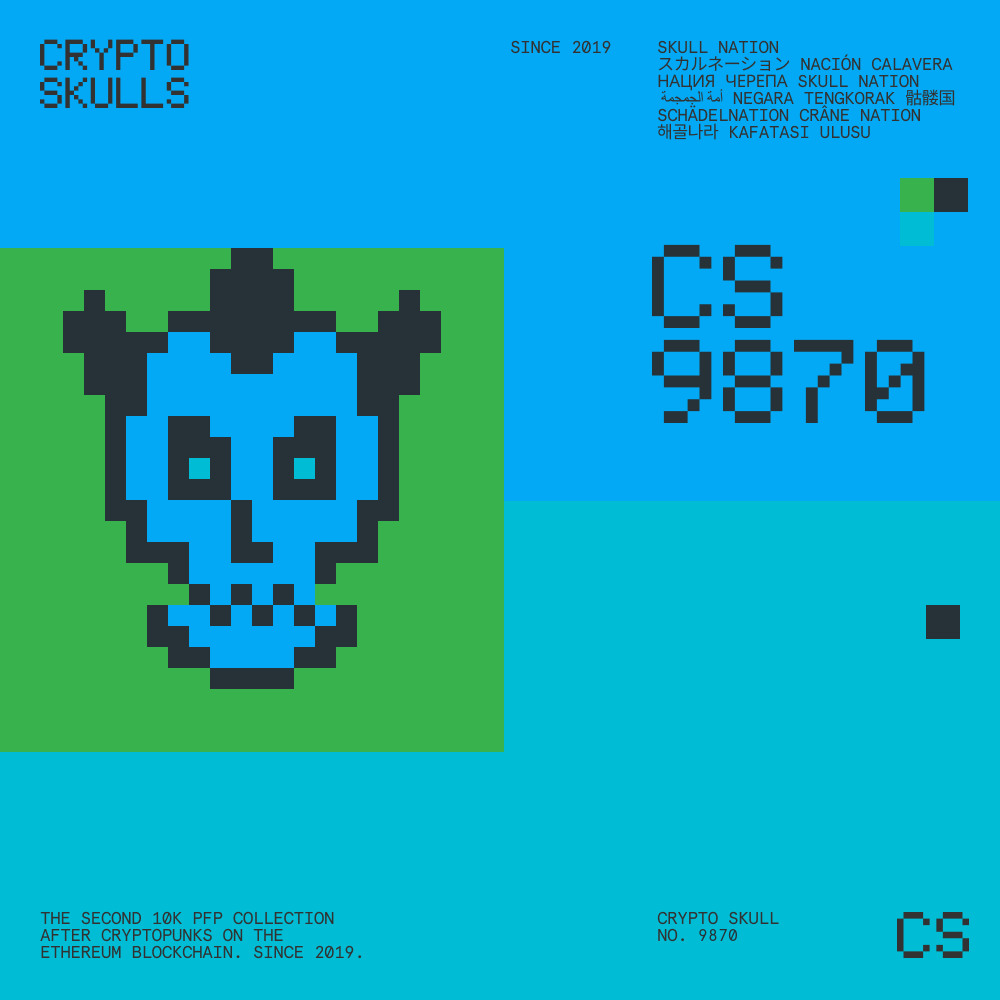 CRYPTO
SKULLS
SINCE 2019
SKULL NATION
スカルネーション NACIÓN CALAVERA
НАЦИЯ ЧЕРЕПА SKULL NATION
أمة الجمجمة NEGARA TENGKORAK 骷髅国
SCHÄDELNATION CRÂNE NATION
해골나라 KAFATASI ULUSU
CS
9870
THE SECOND 10K PFP COLLECTION
AFTER CRYPTOPUNKS ON THE
ETHEREUM BLOCKCHAIN. SINCE 2019.
CRYPTO SKULL
NO. 9870
CS